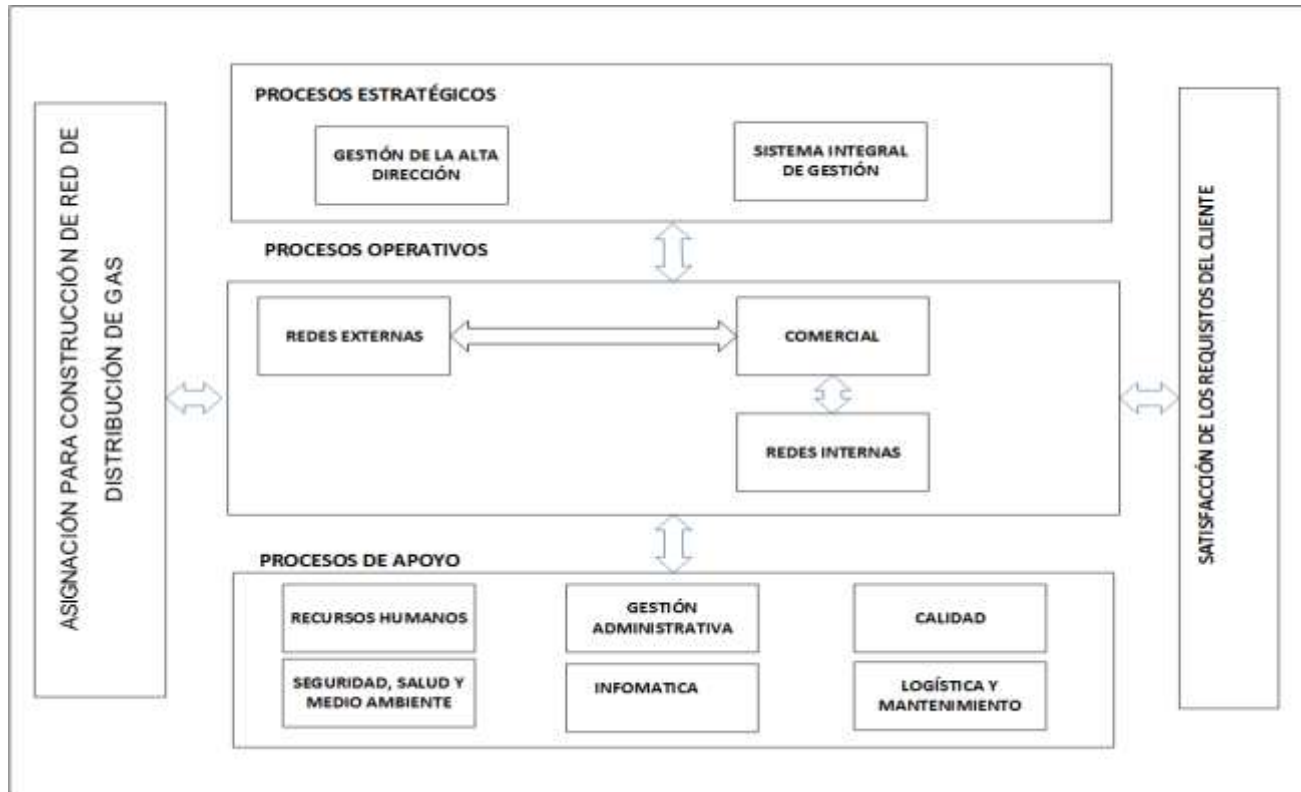 ASIGNACIÓN PARA CONSTRUCCIÓN DE RED DE
DISTRIBUCIÓN DE GAS
PROCESOS ESTRATÉGICOS
GESTIÓN DE LA ALTA
DIRECCIÓN
SISTEMA INTEGRAL
DE GESTIÓN
PROCESOS OPERATIVOS
REDES EXTERNAS
COMERCIAL
REDES INTERNAS
PROCESOS DE APOYO
RECURSOS HUMANOS
GESTIÓN
ADMINISTRATIVA
CALIDAD
SEGURIDAD, SALUD Y
MEDIO AMBIENTE
INFOMATICA
LOGÍSTICA Y
MANTENIMIENTO
SATISFACCIÓN DE LOS REQUISITOS DEL CLIENTE